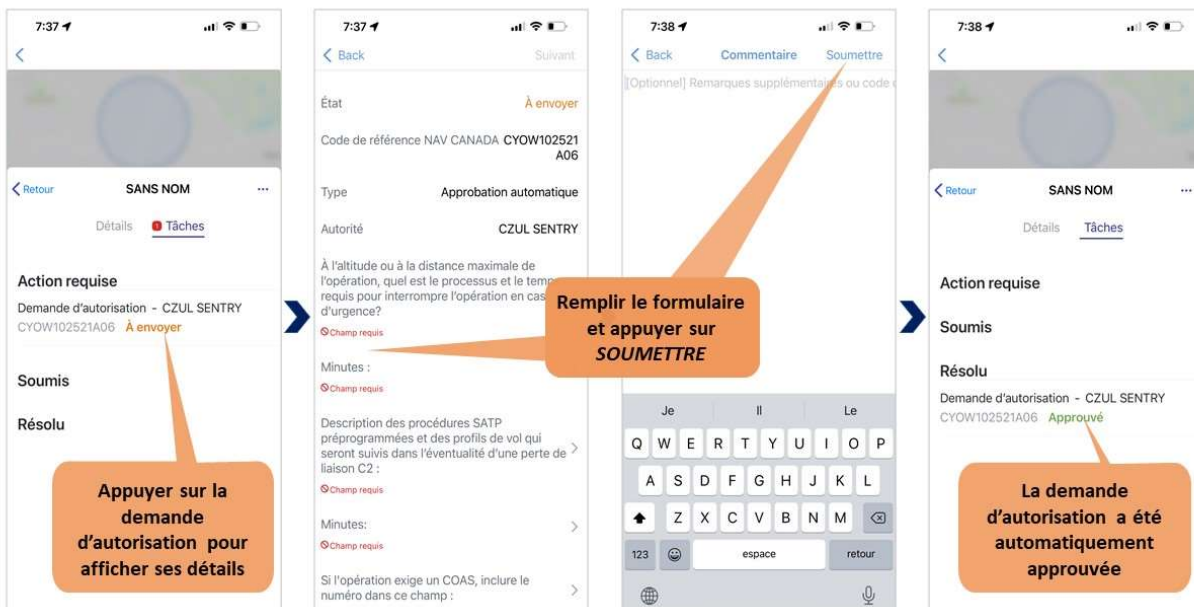 7:37
SANS NOM
Retour
...
Détails
1
Tâches
Action requise
Demande d'autorisation - CZUL SENTRY
CYOW102521A06 À envoyer
Soumis
Résolu
Appuyer sur la
demande
d'autorisation pour
afficher ses détails
7:37
Back
Suivant
État
À envoyer
Code de référence NAV CANADA CYOW102521
A06
Type
Approbation automatique
Autorité
CZUL SENTRY
À l'altitude ou à la distance maximale de
l'opération, quel est le processus et le
requis pour interrompre l'opération en cas
d'urgence?
Champ requis
Minutes :
Champ requis
Description des procédures SATP
préprogrammées et des profils de vol qui
seront suivis dans l'éventualité d'une perte de
liaison C2 :
Champ requis
Minutes:
Champ requis
Si l'opération exige un COAS, inclure le
numéro dans ce champ :
Remplir le formulaire
et appuyer sur
SOUMETTRE
7:38
Back
Commentaire
Soumettre
[Optionnel] Remarques supplémentaires ou code
Je
Il
Le
Q W E R T Y U I O P
A S D F G H J K L
Z X C V B N M
123
espace
retour
7:38
Retour
SANS NOM
...
Détails
Tâches
Action requise
Soumis
Résolu
Demande d'autorisation - CZUL SENTRY
CYOW102521A06 Approuvé
La demande
d'autorisation a été
automatiquement
approuvée